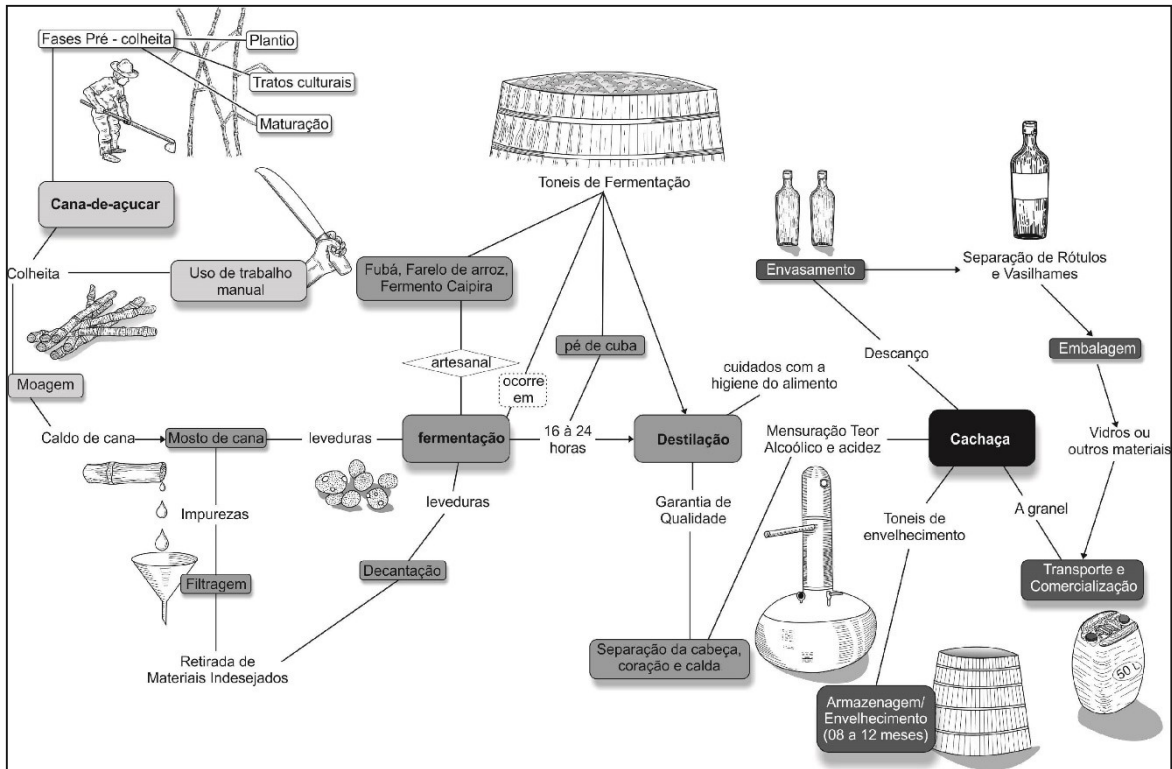 Fases Pré - colheita
Plantio
Tratos culturais
Maturação
Cana-de-açucar
Colheita
Uso de trabalho
manual
Moagem
Caldo de cana
Mosto de cana
Impurezas
Filtragem
Retirada de
Materiais Indesejados
Decantação
leveduras
leveduras
Toneis de Fermentação
Fubá, Farelo de arroz,
Fermento Caipira
artesanal
ocorre
em
pé de cuba
fermentação
16 à 24
horas
Destilação
cuidados com a
higiene do alimento
Garantia de
Qualidade
Separação da cabeça,
coração e calda
Mensuração Teor
Alcoólico e acidez
Cachaça
Descanço
Envasamento
Separação de Rótulos
e Vasilhames
Embalagem
Vidros ou
outros materiais
A granel
Transporte e
Comercialização
50 L
Toneis de
envelhecimento
Armazenagem/
Envelhecimento
(08 a 12 meses)